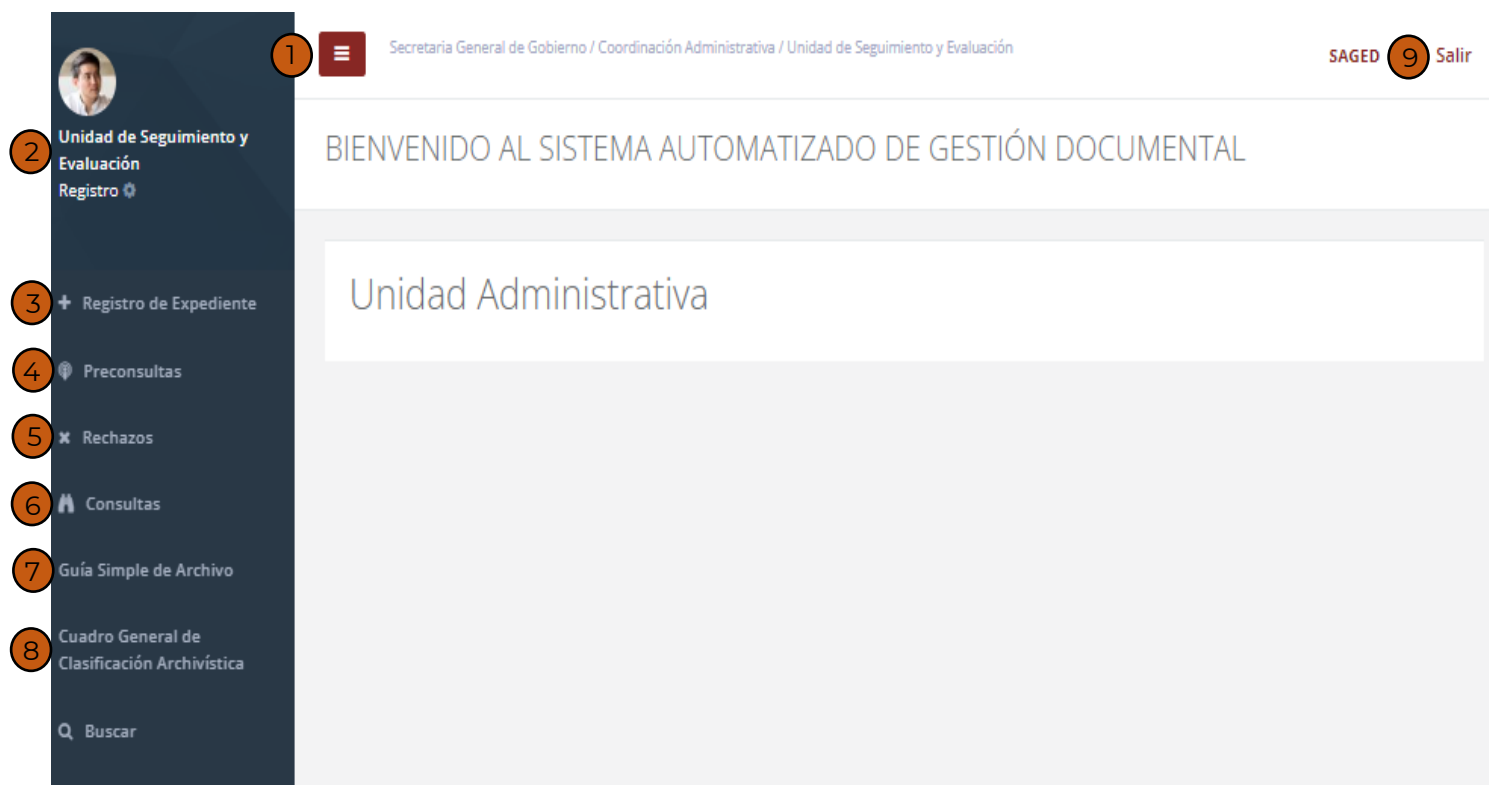 1
Secretaria General de Gobierno / Coordinación Administrativa / Unidad de Seguimiento y Evaluación
SAGED
9
Salir
2
Unidad de Seguimiento y
Evaluación
Registro
BIENVENIDO AL SISTEMA AUTOMATIZADO DE GESTIÓN DOCUMENTAL
Unidad Administrativa
3
Registro de Expediente
4
Preconsultas
5
Rechazos
6
Consultas
7
Guía Simple de Archivo
8
Cuadro General de
Clasificación Archivística
Buscar